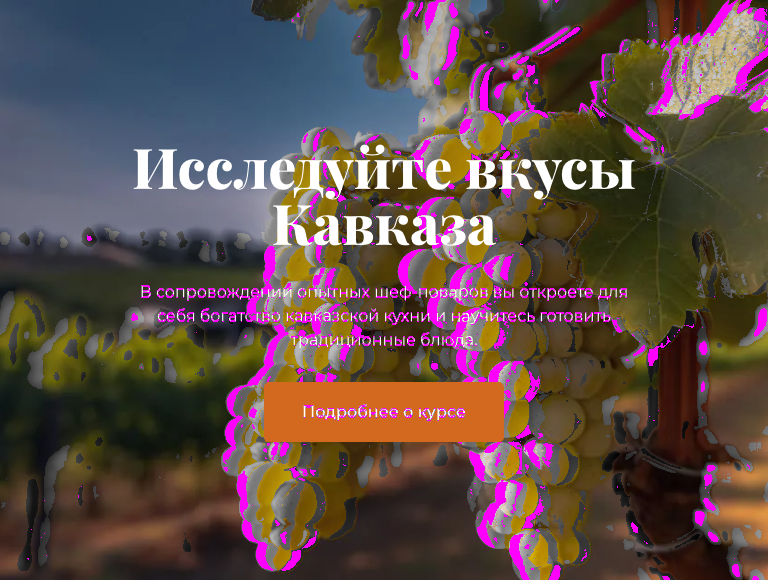 Исследуйте вкусы
Кавказа
В сопровождении опытных шеф-поваров вы откроете для
себя богатство кавказской кухни и научитесь готовить
традиционные блюда.
Подробнее о курсе